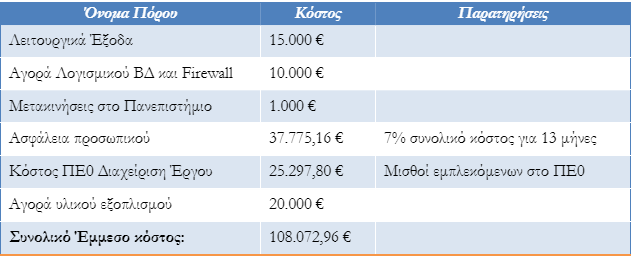 Όνομα Πόρου Κόστος Παρατηρήσεις
Λειτουργικά Έξοδα 15.000 €
Αγορά Λογισμικού ΒΔ και Firewall 10.000 €
Μετακινήσεις στο Πανεπιστήμιο 1.000 €
Ασφάλεια προσωπικού 37.775,16 € 7% συνολικό κόστος για 13 μήνες
Κόστος ΠΕ0 Διαχείριση Έργου 25.297,80 € Μισθοί εμπλεκόμενων στο ΠΕ0
Αγορά υλικού εξοπλισμού 20.000 €
Συνολικό Έμμεσο κόστος: 108.072,96 €